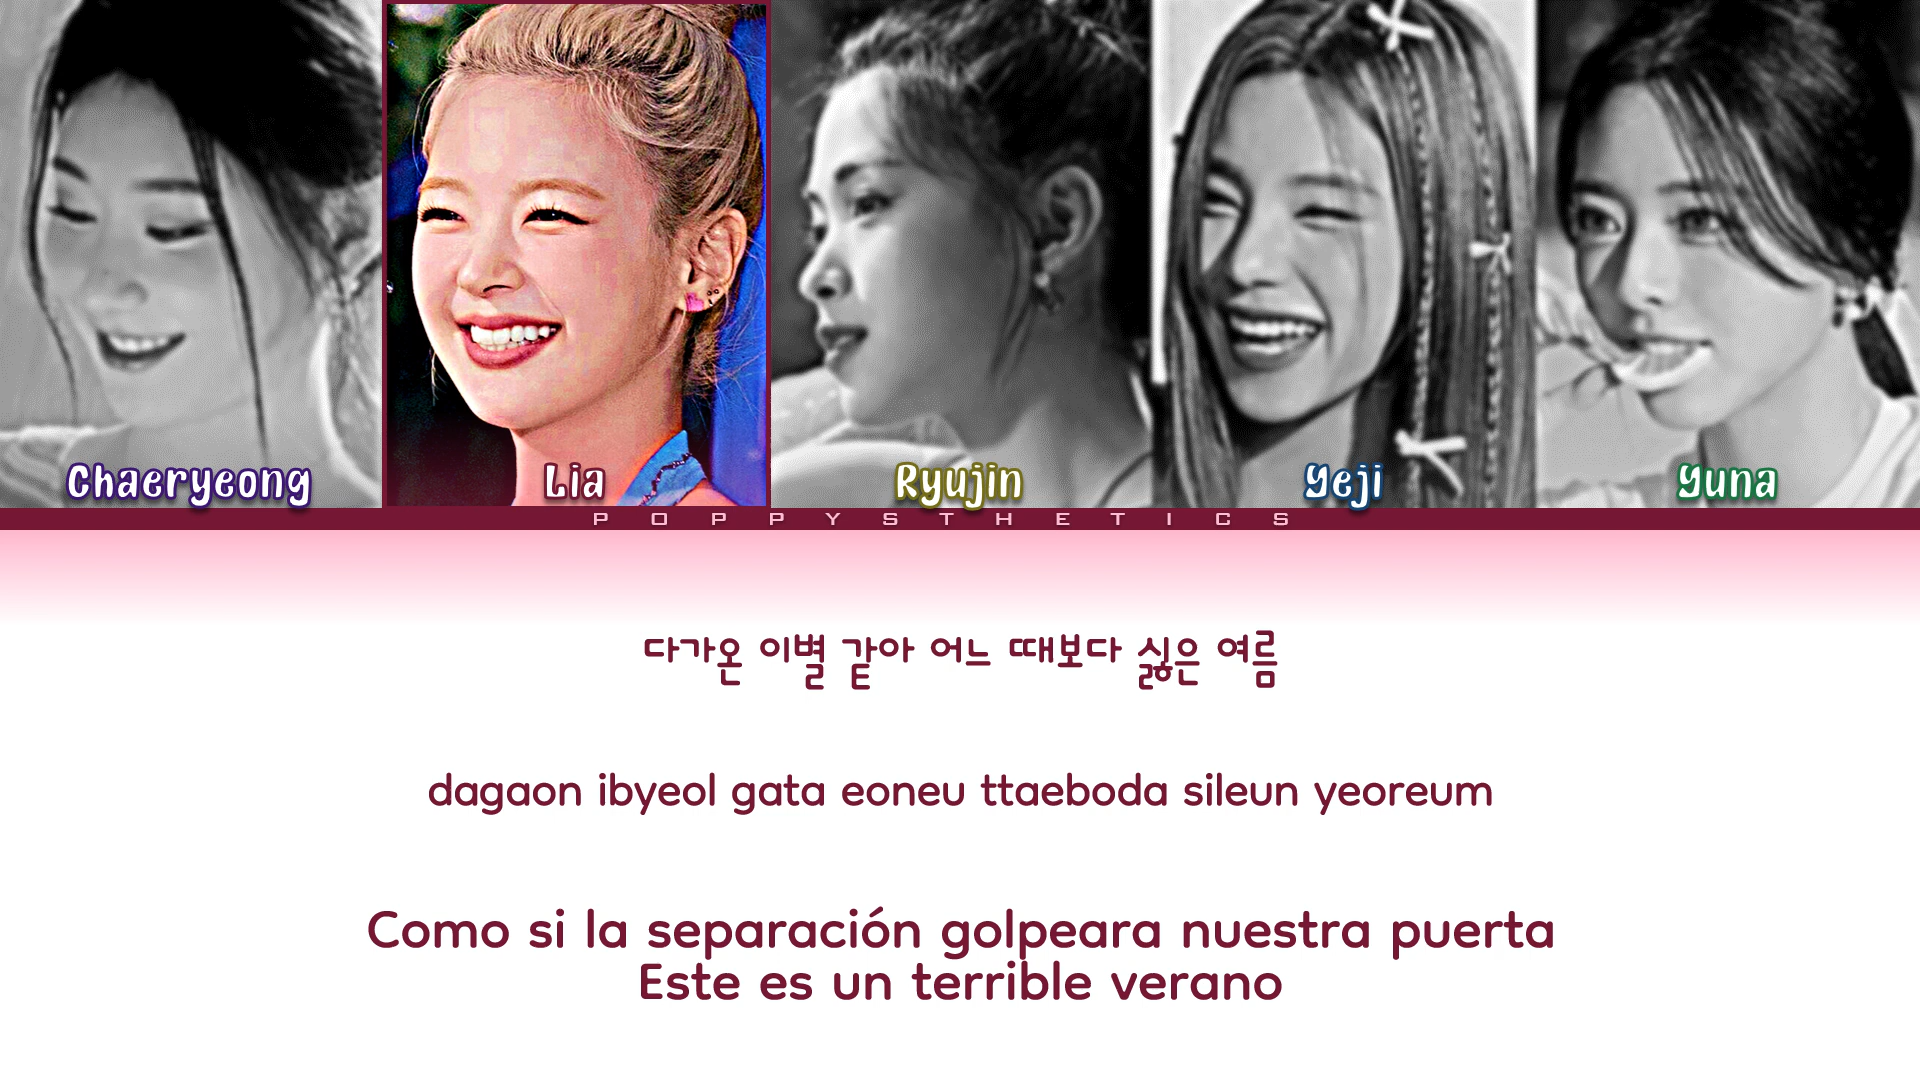 Chaeryeong
Lia
Ryujin
Yeji
Yuna
POPPYSTHETICS
다가온 이별 같아 어느 때보다 싫은 여름
dagaon ibyeol gata eoneu ttaeboda sileun yeoreum
Como si la separación golpeara nuestra puerta
Este es un terrible verano